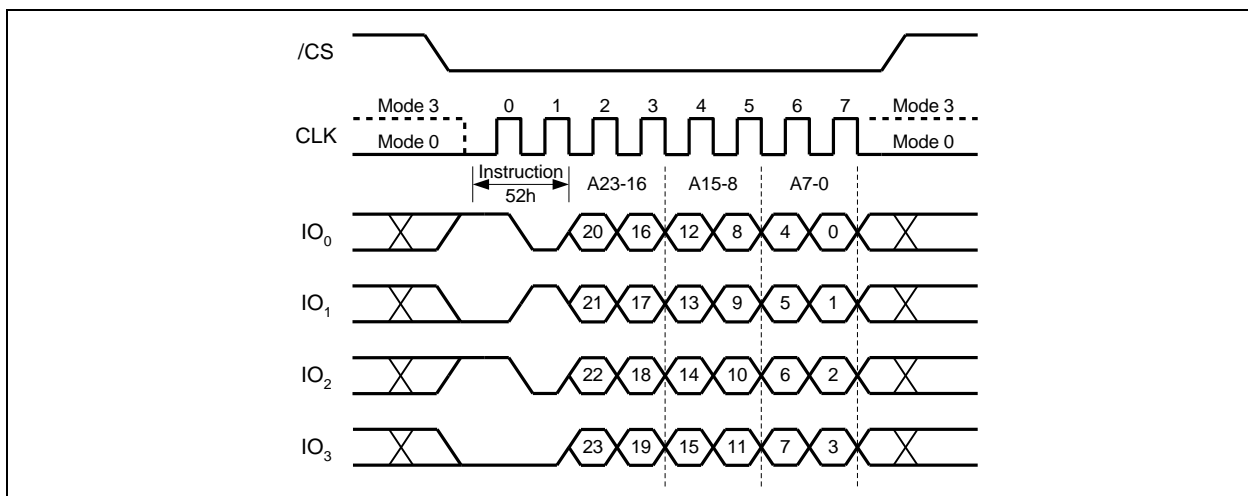 /CS
Mode 3 0 1 2 3 4 5 6 7 Mode 3
CLK
Mode 0 Mode 0
Instruction
52h
A23-16 A15-8 A7-0
IO0 20 16 12 8 4 0
IO1 21 17 13 9 5 1
IO2 22 18 14 10 6 2
IO3 23 19 15 11 7 3